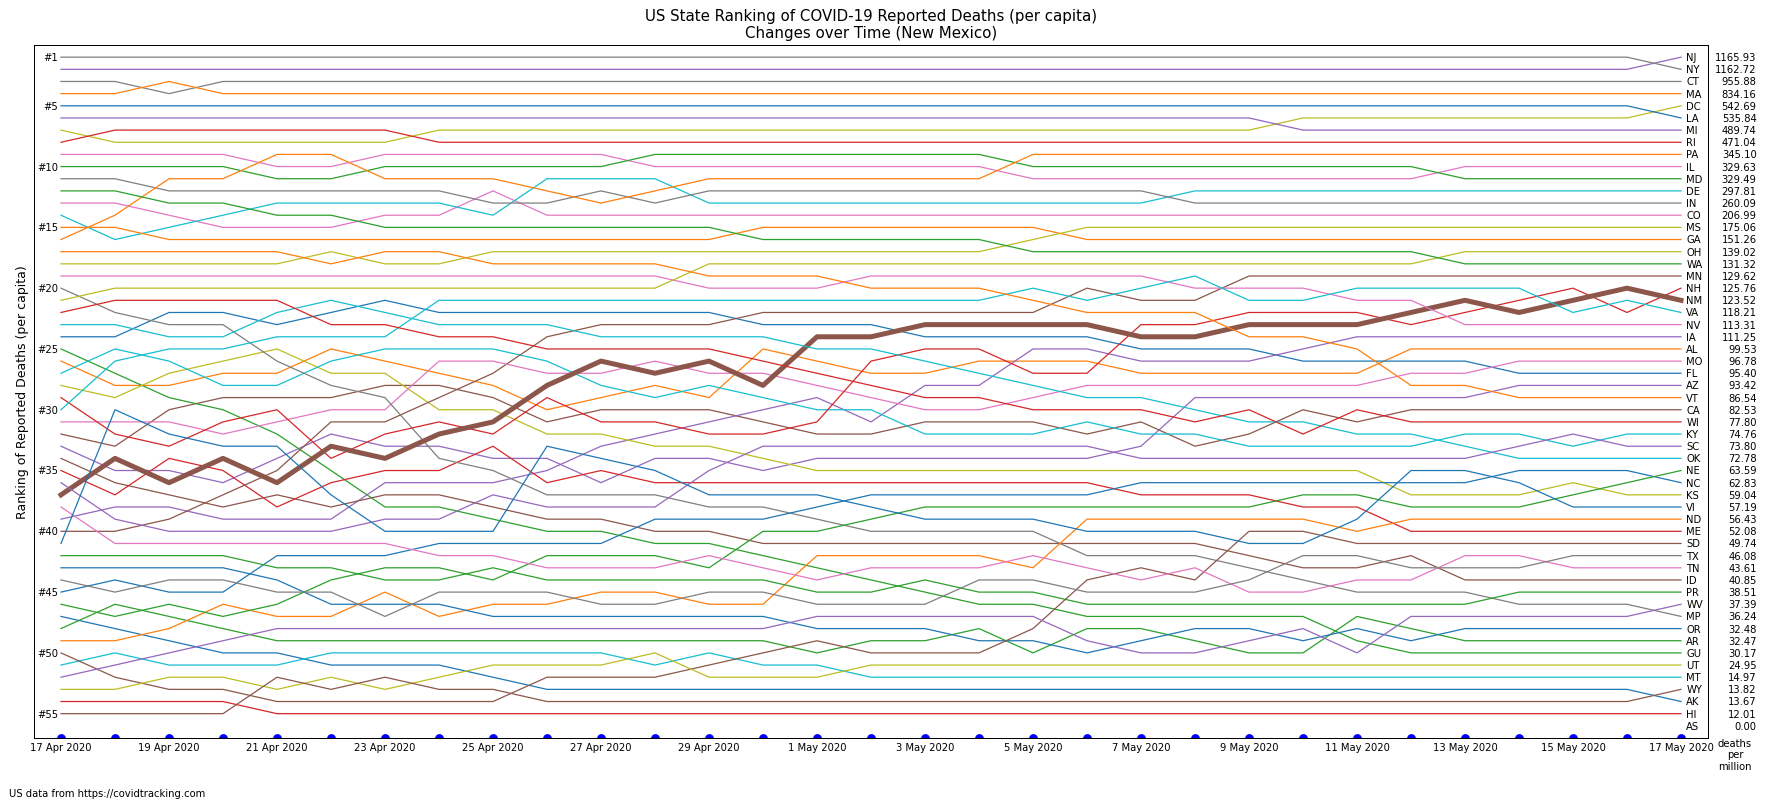 US State Ranking of COVID-19 Reported Deaths (per capita)
Changes over Time (New Mexico)
Ranking of Reported Deaths (per capita)
#1
#5
#10
#15
#20
#25
#30
#35
#40
#45
#50
#55
NJ 1165.93
NY 1162.72
CT 955.88
MA 834.16
DC 542.69
LA 535.84
MI 489.74
RI 471.04
PA 345.10
IL 329.63
MD 329.49
DE 297.81
IN 260.09
CO 206.99
MS 175.06
GA 151.26
OH 139.02
WA 131.32
MN 129.62
NH 125.76
NM 123.52
VA 118.21
NV 113.31
IA 111.25
AL 99.53
MO 96.78
FL 95.40
AZ 93.42
VT 86.54
CA 82.53
WI 77.80
KY 74.76
SC 73.80
OK 72.78
NE 63.59
NC 62.83
KS 59.04
VI 57.19
ND 56.43
ME 52.08
SD 49.74
TX 46.08
TN 43.61
ID 40.85
PR 38.51
WV 37.39
MP 36.24
OR 32.48
AR 32.47
GU 30.17
UT 24.95
MT 14.97
WY 13.82
AK 13.67
HI 12.01
AS 0.00
17 Apr 2020 19 Apr 2020 21 Apr 2020 23 Apr 2020 25 Apr 2020 27 Apr 2020 29 Apr 2020 1 May 2020 3 May 2020 5 May 2020 7 May 2020 9 May 2020 11 May 2020 13 May 2020 15 May 2020 17 May 2020
deaths
per
million
US data from https://covidtracking.com